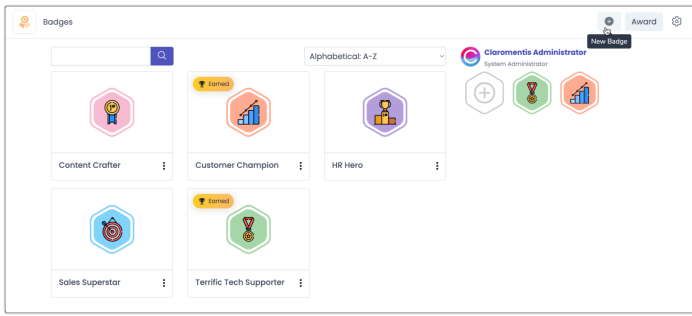 Badges
Award
New Badge
Alphabetical: A-Z
Claromentis Administrator
System Administrator
Earned
Content Crafter
Customer Champion
HR Hero
Earned
Sales Superstar
Terrific Tech Supporter